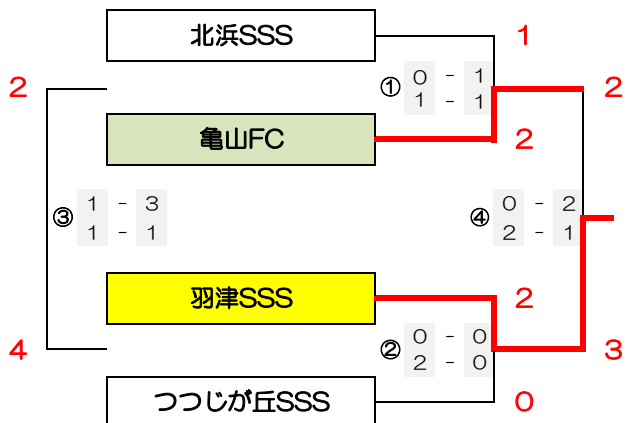 北浜SSS
1
① 0 - 1
1 - 1
2
2
亀山FC
2
③ 1 - 3
1 - 1
④ 0 - 2
2 - 1
羽津SSS
2
② 0 - 0
2 - 0
4
3
つつじが丘SSS
0